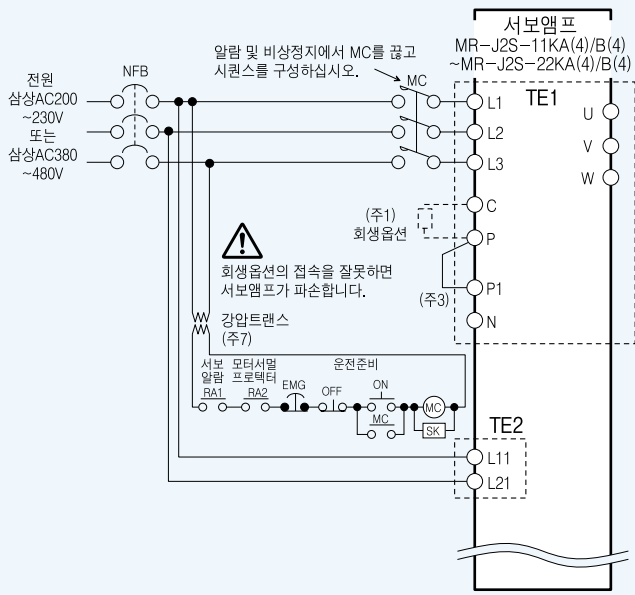 서보앰프
MR-J2S-11KA(4)/B(4)
~MR-J2S-22KA(4)/B(4)
알람 및 비상정지에서 MC를 끊고
시퀀스를 구성하십시오.
전원
삼상AC200
~230V
또는
삼상AC380
~480V
NFB
MC
TE1
L1
L2
L3
U
V
W
C
(주1)
회생옵션
P
P1
(주3)
N
회생옵션의 접속을 잘못하면
서보앰프가 파손합니다.
강압트랜스
(주7)
서보
알람
RA1
모터서멀
프로텍터
RA2
EMG
OFF
운전준비
ON
MC
MC
SK
TE2
L11
L21